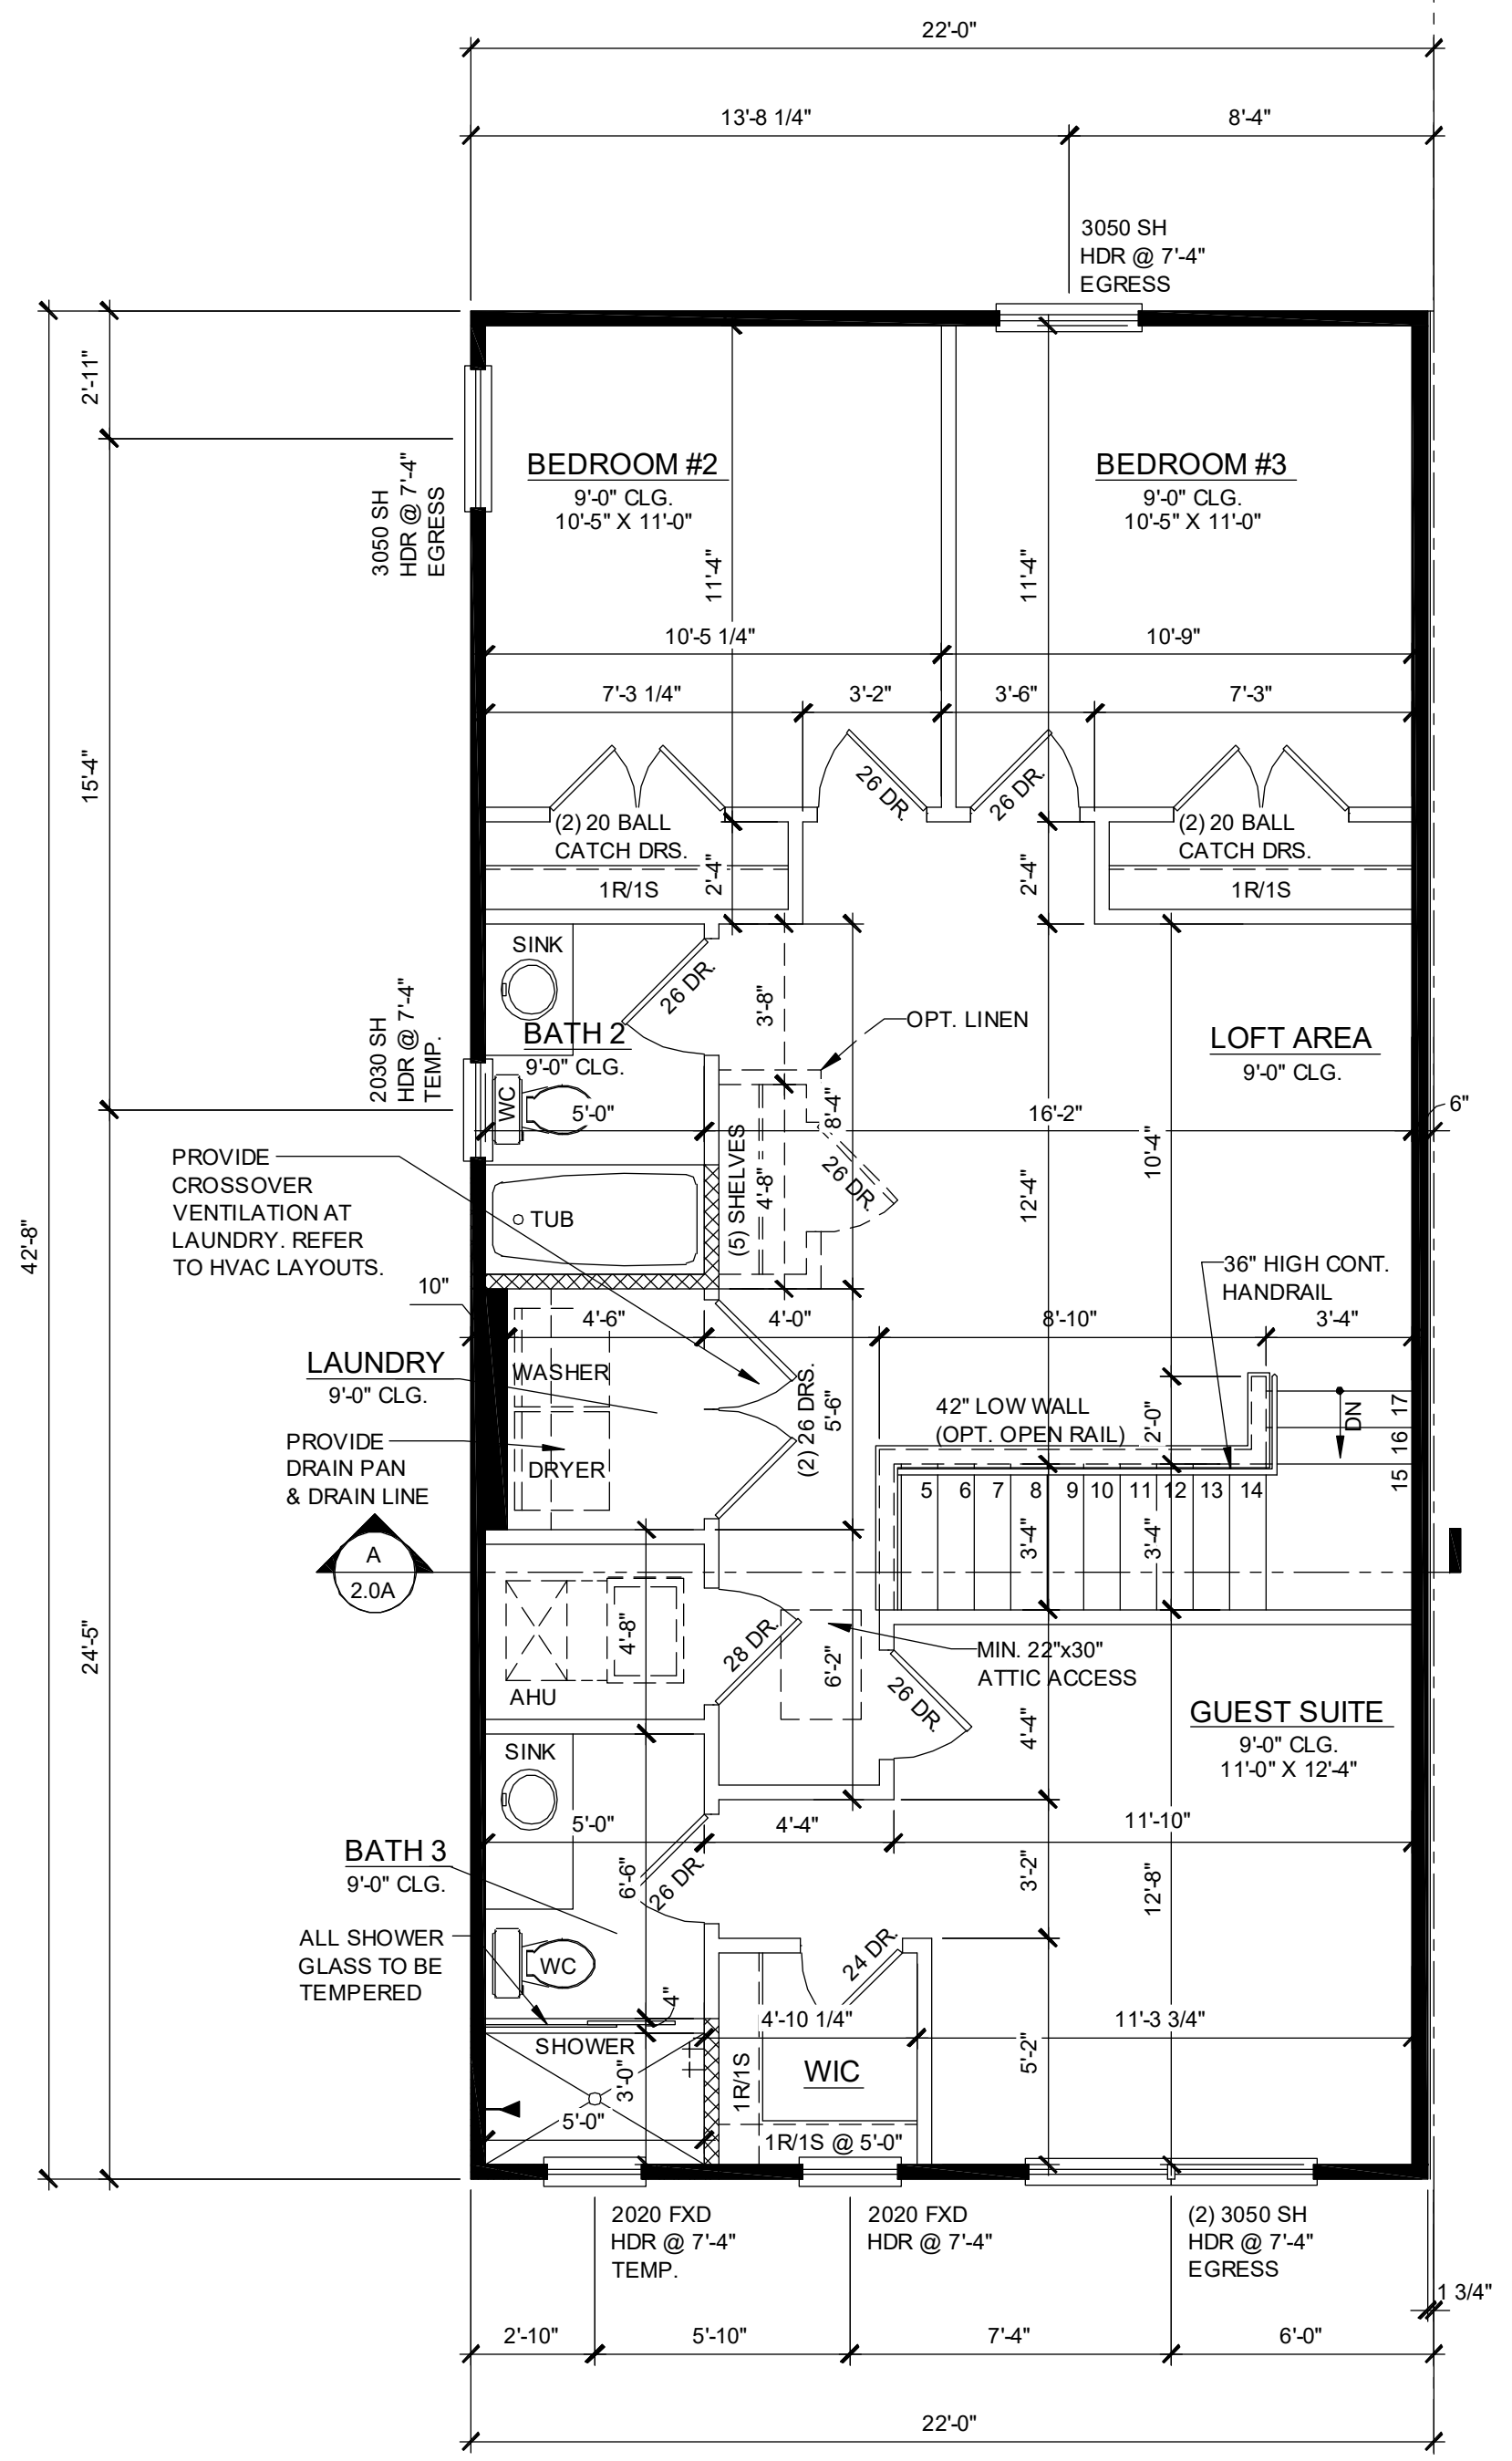 22'-0"
13'-8 1/4"
8'-4"
3050 SH
HDR @ 7'-4"
EGRESS
2'-11"
3050 SH
HDR @ 7'-4"
EGRESS
BEDROOM #2
9'-0" CLG.
10'-5" X 11'-0"
BEDROOM #3
9'-0" CLG.
10'-5" X 11'-0"
11'-4"
11'-4"
10'-5 1/4"
10'-9"
7'-3 1/4"
3'-2"
3'-6"
7'-3"
15'-4"
26 DR.
26 DR.
(2) 20 BALL
CATCH DRS.
1R/1S
2'-4"
2'-4"
(2) 20 BALL
CATCH DRS.
1R/1S
SINK
26 DR.
3'-8"
OPT. LINEN
2030 SH
HDR @ 7'-4"
TEMP.
BATH 2
9'-0" CLG.
LOFT AREA
9'-0" CLG.
WC
5'-0"
8'-4"
16'-2"
6"
10'-4"
(5) SHELVES
4'-8"
26 DR.
12'-4"
PROVIDE
CROSSOVER
VENTILATION AT
LAUNDRY. REFER
TO HVAC LAYOUTS.
TUB
42'-8"
36" HIGH CONT.
HANDRAIL
10"
4'-6"
4'-0"
8'-10"
3'-4"
LAUNDRY
9'-0" CLG.
WASHER
(2) 26 DRS.
5'-6"
42" LOW WALL
(OPT. OPEN RAIL)
2'-0"
DN
17
16
15
PROVIDE
DRAIN PAN
& DRAIN LINE
DRYER
5 6 7 8 9 10 11 12 13 14
3'-4"
3'-4"
A
2.0A
24'-5"
4'-8"
28 DR.
6'-2"
MIN. 22"x30"
ATTIC ACCESS
AHU
26 DR.
4'-4"
GUEST SUITE
9'-0" CLG.
11'-0" X 12'-4"
SINK
5'-0"
4'-4"
11'-10"
BATH 3
9'-0" CLG.
6'-6"
26 DR.
3'-2"
12'-8"
ALL SHOWER
GLASS TO BE
TEMPERED
WC
24 DR.
4"
4'-10 1/4"
11'-3 3/4"
SHOWER
3'-0"
5'-0"
1R/1S
WIC
5'-2"
1R/1S @ 5'-0"
2020 FXD
HDR @ 7'-4"
TEMP.
2020 FXD
HDR @ 7'-4"
(2) 3050 SH
HDR @ 7'-4"
EGRESS
1 3/4"
2'-10"
5'-10"
7'-4"
6'-0"
22'-0"